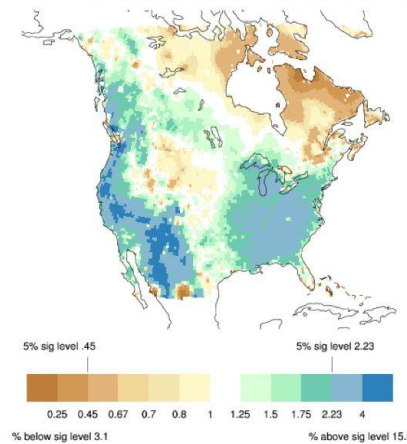 5% sig level .45 5% sig level 2.23
0.25 0.45 0.67 0.7 0.8 1 1.25 1.5 1.75 2.23 4
% below sig level 3.1 % above sig level 15.